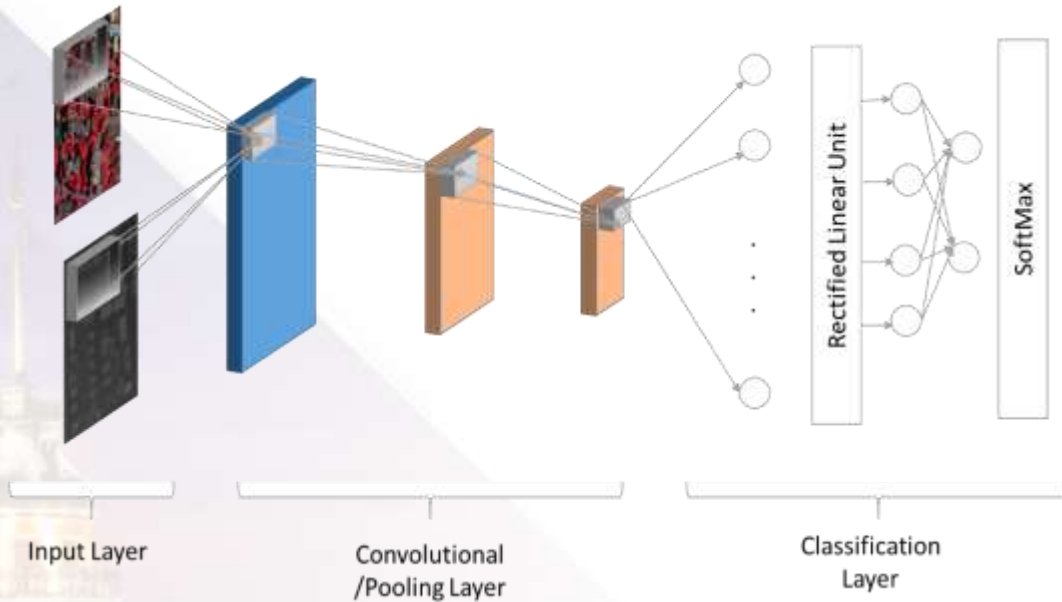 Rectified Linear Unit
SoftMax
Input Layer
Convolutional
/Pooling Layer
Classification
Layer